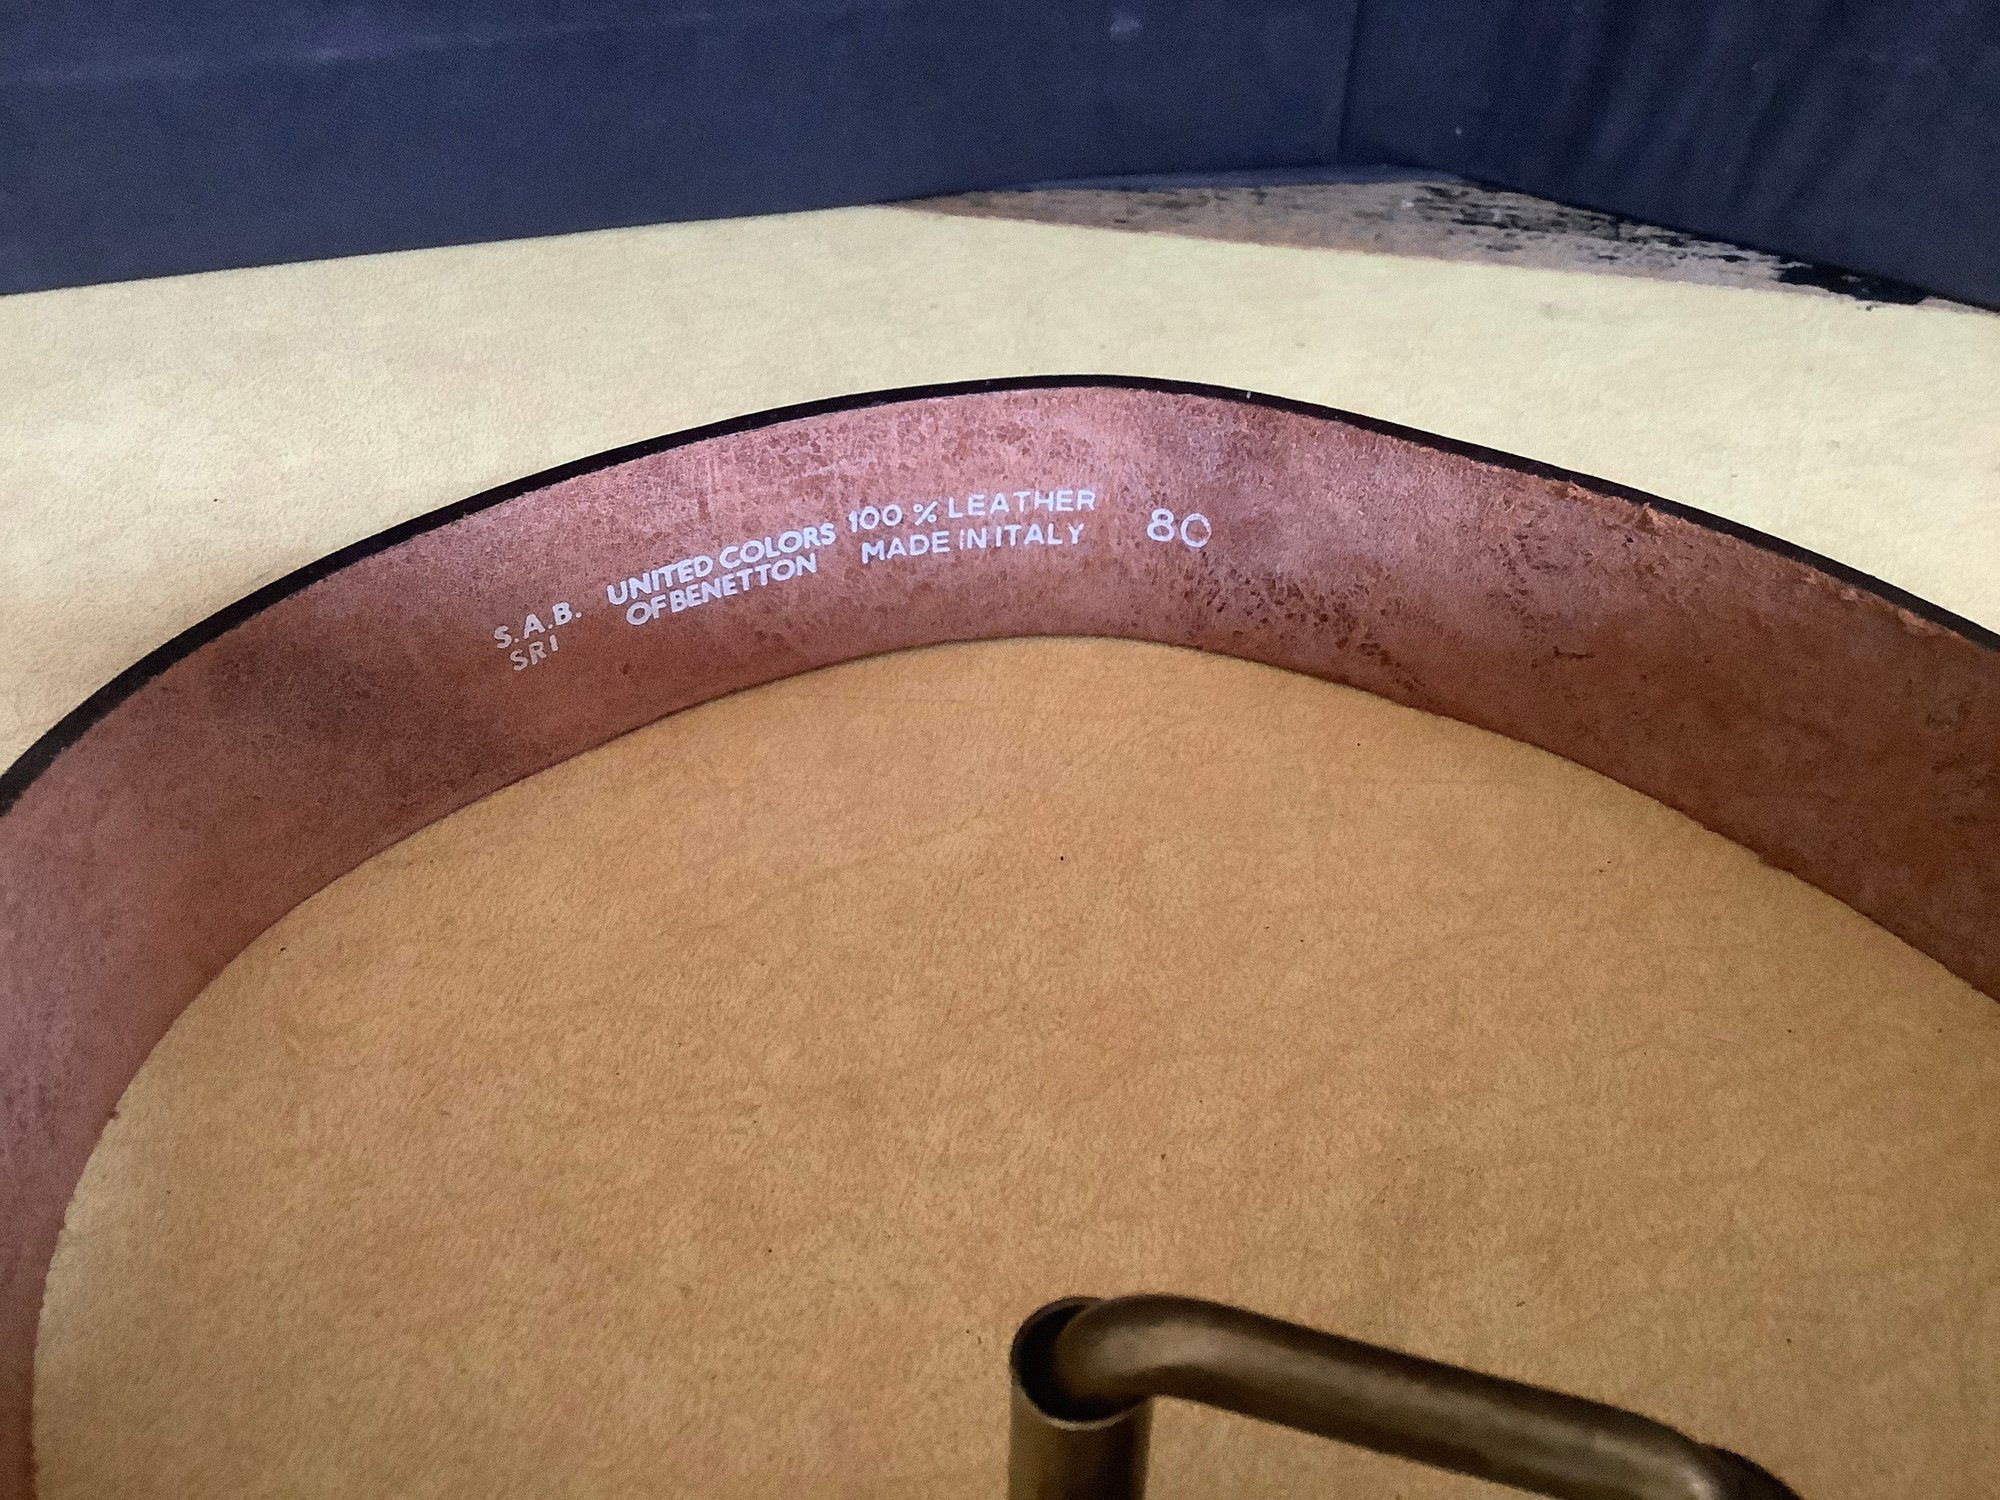 S.A.B.
SRI
UNITED COLORS
OF BENETTON
100 % LEATHER
MADE IN ITALY
80